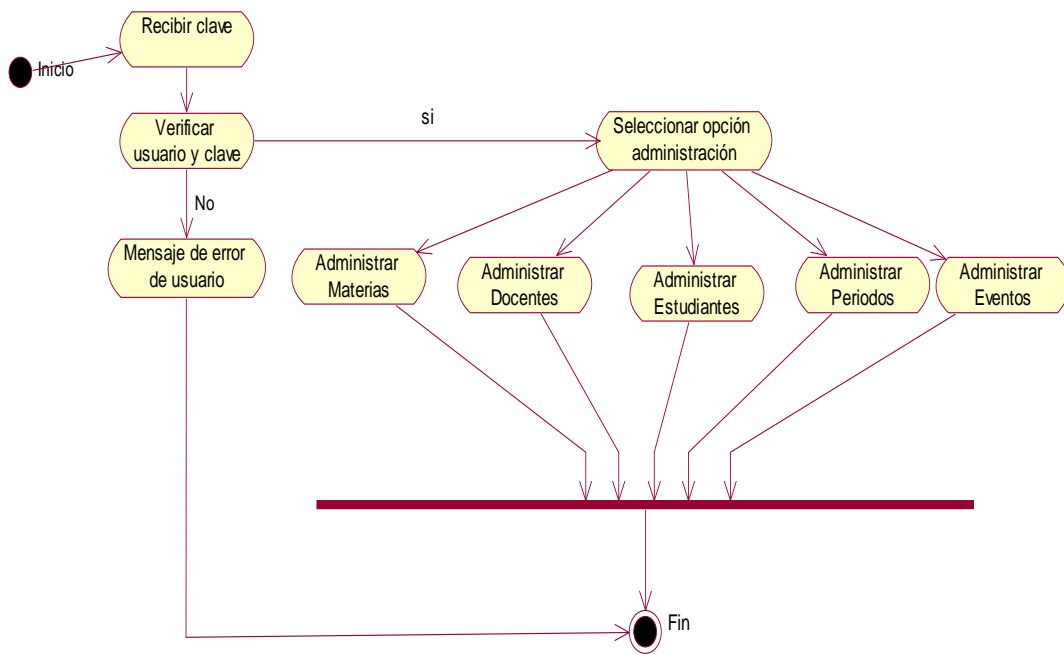 Recibir clave
Inicio
Verificar
usuario y clave
si
Seleccionar opción
administración
No
Mensaje de error
de usuario
Administrar
Materias
Administrar
Docentes
Administrar
Estudiantes
Administrar
Periodos
Administrar
Eventos
Fin